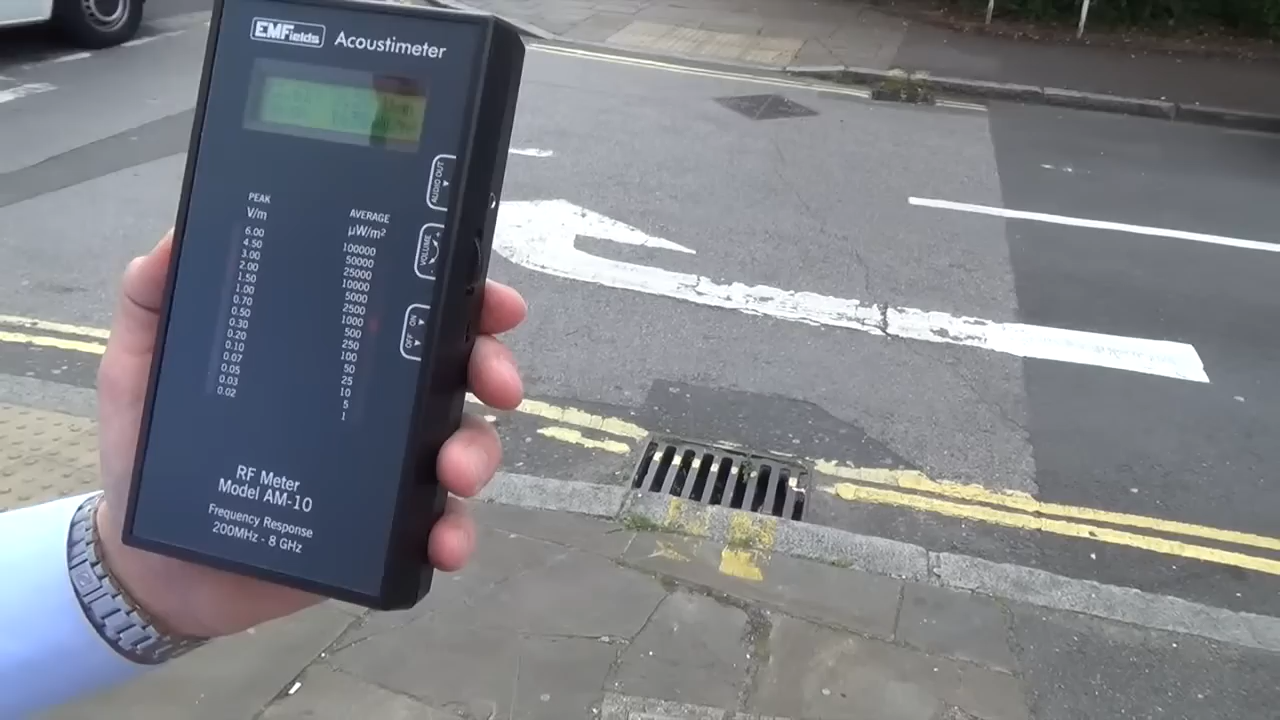 EMFields Acoustimeter
AUDIO OUT
VOLUME
- +
ON
OFF
PEAK
V/m
6.00
4.50
3.00
2.00
1.50
1.00
0.70
0.50
0.30
0.20
0.10
0.07
0.05
0.03
0.02
AVERAGE
µW/m²
100000
50000
25000
10000
5000
2500
1000
500
250
100
50
25
10
5
1
RF Meter
Model AM-10
Frequency Response
200MHz - 8 GHz